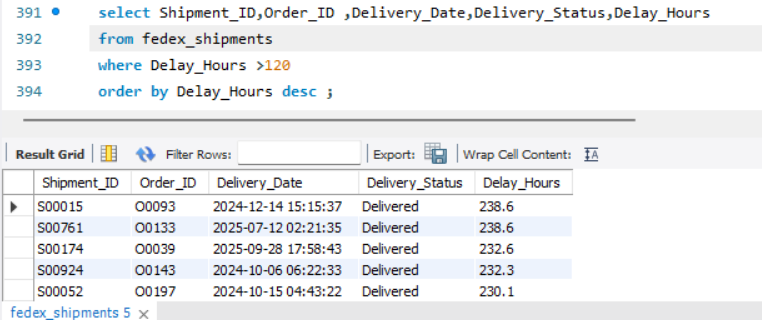 391 select Shipment_ID,Order_ID ,Delivery_Date,Delivery_Status,Delay_Hours
392 from fedex_shipments
393 where Delay_Hours >120
394 order by Delay_Hours desc ;
Result Grid Filter Rows: Export: Wrap Cell Content: IA
Shipment_ID Order_ID Delivery_Date Delivery_Status Delay_Hours
S00015 O0093 2024-12-14 15:15:37 Delivered 238.6
S00761 O0133 2025-07-12 02:21:35 Delivered 238.6
S00174 O0039 2025-09-28 17:58:43 Delivered 232.6
S00924 O0143 2024-10-06 06:22:33 Delivered 232.3
S00052 O0197 2024-10-15 04:43:22 Delivered 230.1
fedex_shipments 5